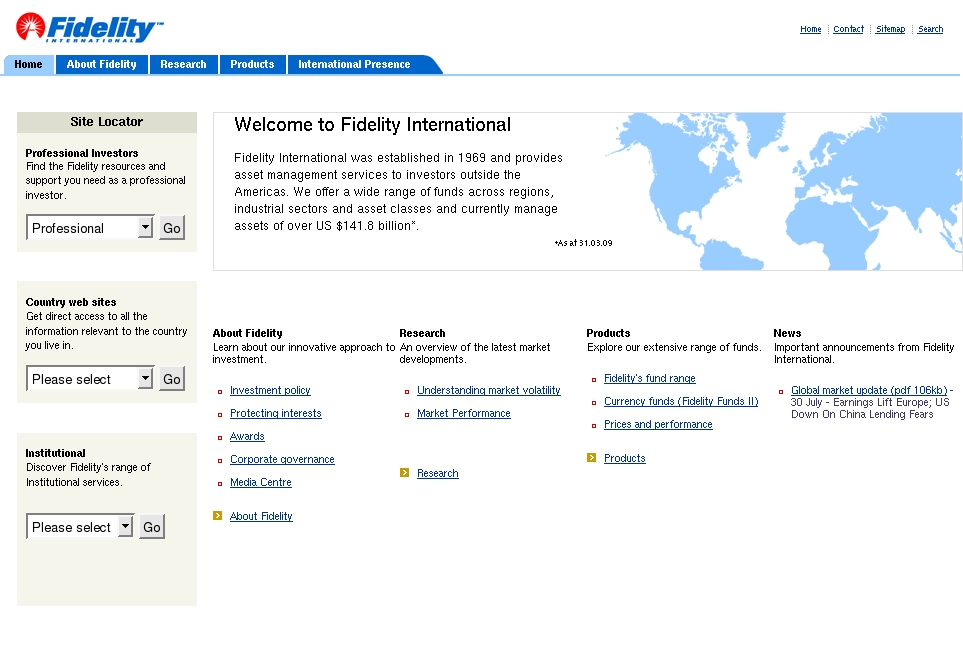 Fidelity™
INTERNATIONAL
Home Contact Sitemap Search
Home About Fidelity Research Products International Presence
Site Locator
Professional Investors
Find the Fidelity resources and
support you need as a professional
investor.
Professional Go
Country web sites
Get direct access to all the
information relevant to the country
you live in.
Please select Go
Institutional
Discover Fidelity's range of
Institutional services.
Please select Go
Welcome to Fidelity International
Fidelity International was established in 1969 and provides
asset management services to investors outside the
Americas. We offer a wide range of funds across regions,
industrial sectors and asset classes and currently manage
assets of over US $141.8 billion*.
*As at 31.03.09
About Fidelity
Learn about our innovative approach to
investment.
Investment policy
Protecting interests
Awards
Corporate governance
Media Centre
About Fidelity
Research
An overview of the latest market
developments.
Understanding market volatility
Market Performance
Research
Products
Explore our extensive range of funds.
Fidelity's fund range
Currency funds (Fidelity Funds II)
Prices and performance
Products
News
Important announcements from Fidelity
International.
Global market update (pdf 106kb) -
30 July - Earnings Lift Europe; US
Down On China Lending Fears